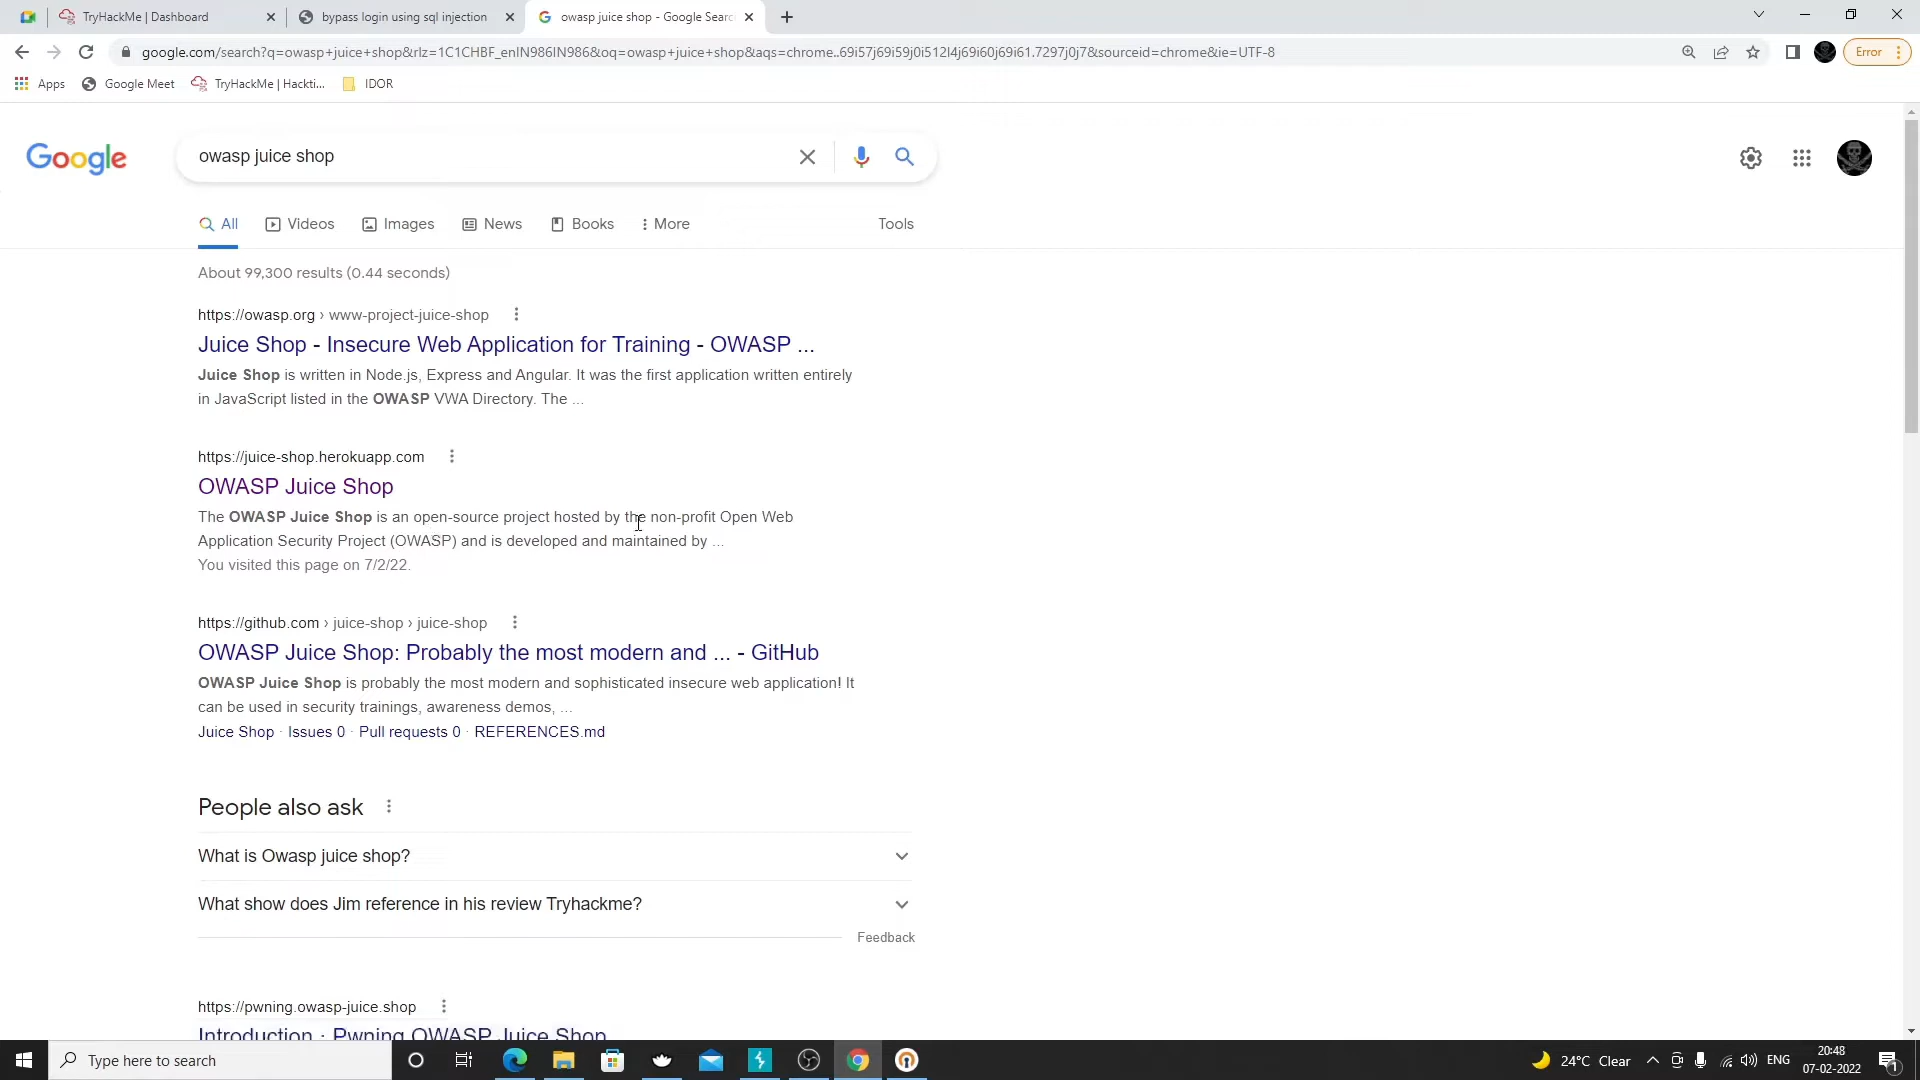 TryHackMe | Dashboard
bypass login using sql injection
owasp juice shop - Google Searc
google.com/search?q=owasp+juice+shop&rlz=1C1CHBF_enIN986IN986&oq=owasp+juice+shop&aqs=chrome..69i57j69i59j0i512l4j69i60j69i61.7297j0j7&sourceid=chrome&ie=UTF-8
Error
Apps
Google Meet
TryHackMe | Hackti...
IDOR
Google
owasp juice shop
All
Videos
Images
News
Books
More
Tools
About 99,300 results (0.44 seconds)
https://owasp.org › www-project-juice-shop
Juice Shop - Insecure Web Application for Training - OWASP ...
Juice Shop is written in Node.js, Express and Angular. It was the first application written entirely
in JavaScript listed in the OWASP VWA Directory. The ...
https://juice-shop.herokuapp.com
OWASP Juice Shop
The OWASP Juice Shop is an open-source project hosted by the non-profit Open Web
Application Security Project (OWASP) and is developed and maintained by ...
You visited this page on 7/2/22.
https://github.com › juice-shop › juice-shop
OWASP Juice Shop: Probably the most modern and ... - GitHub
OWASP Juice Shop is probably the most modern and sophisticated insecure web application! It
can be used in security trainings, awareness demos, ...
Juice Shop · Issues 0 · Pull requests 0 · REFERENCES.md
People also ask
What is Owasp juice shop?
What show does Jim reference in his review Tryhackme?
Feedback
https://pwning.owasp-juice.shop
Introduction · Pwning OWASP Juice Shop
Type here to search
24°C Clear
ENG
20:48
07-02-2022
1